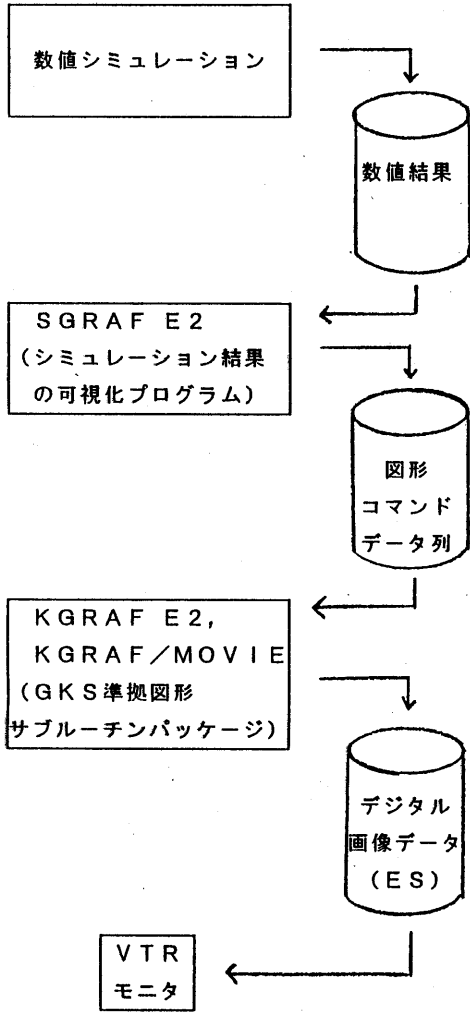 数値シミュレーション
数値結果
SGRAF E2
(シミュレーション結果
の可視化プログラム)
図形
コマンド
データ列
KGRAF E2,
KGRAF/MOVIE
(GKS準拠図形
サブルーチンパッケージ)
デジタル
画像データ
(ES)
VTR
モニタ